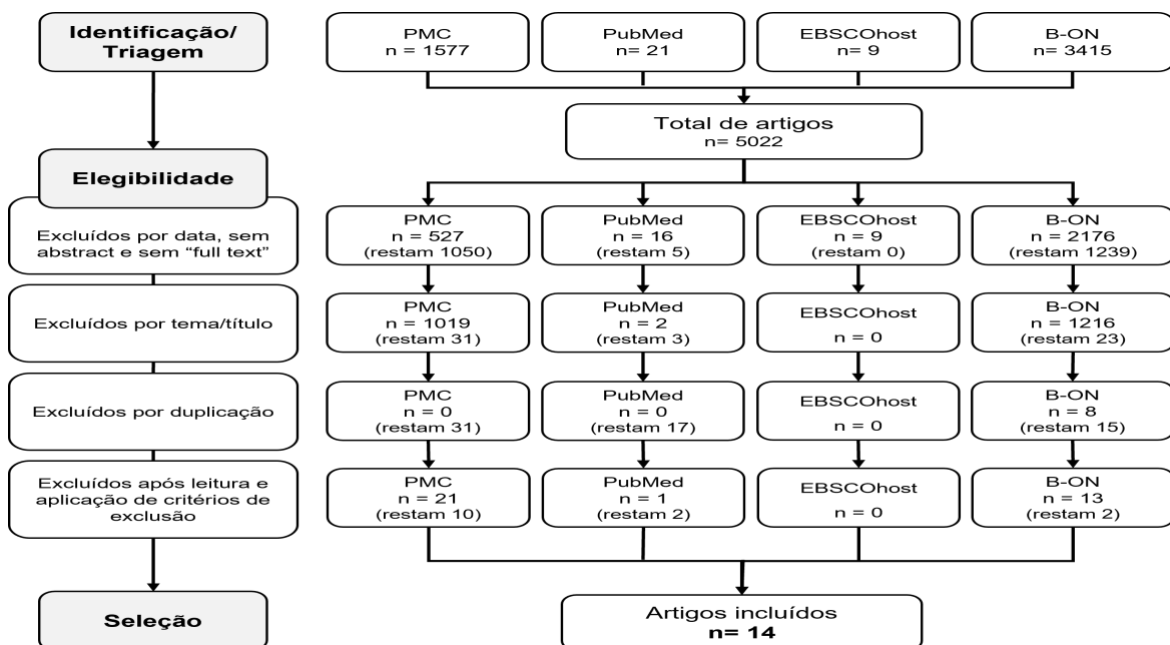 Identificação/
Triagem
PMC
n = 1577
PubMed
n= 21
EBSCOhost
n= 9
B-ON
n= 3415
Total de artigos
n= 5022
Elegibilidade
Excluídos por data, sem
abstract e sem “full text”
PMC
n = 527
(restam 1050)
PubMed
n = 16
(restam 5)
EBSCOhost
n = 9
(restam 0)
B-ON
n = 2176
(restam 1239)
Excluídos por tema/título
PMC
n = 1019
(restam 31)
PubMed
n = 2
(restam 3)
EBSCOhost
n = 0
B-ON
n = 1216
(restam 23)
Excluídos por duplicação
PMC
n = 0
(restam 31)
PubMed
n = 0
(restam 17)
EBSCOhost
n = 0
B-ON
n = 8
(restam 15)
Excluídos após leitura e
aplicação de critérios de
exclusão
PMC
n = 21
(restam 10)
PubMed
n = 1
(restam 2)
EBSCOhost
n = 0
B-ON
n = 13
(restam 2)
Seleção
Artigos incluídos
n= 14